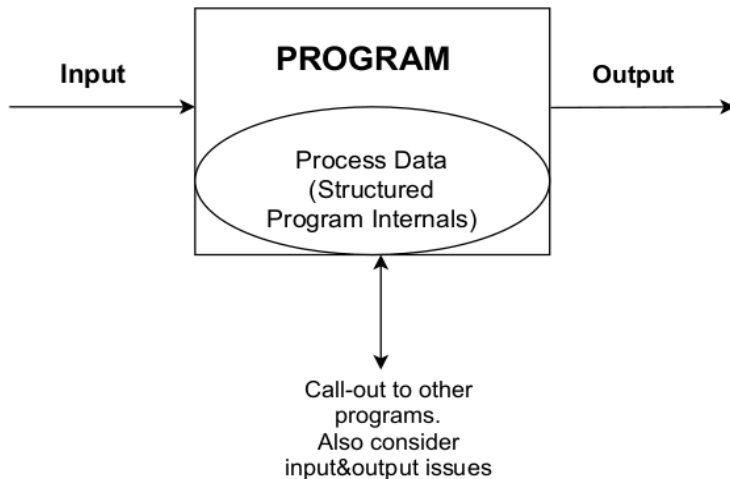 Input
PROGRAM
Output
Process Data
(Structured
Program Internals)
Call-out to other
programs.
Also consider
input&output issues